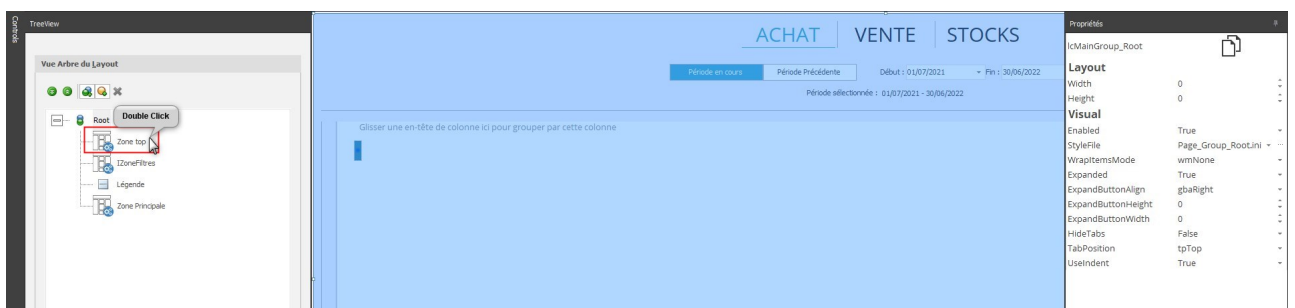 Controls
TreeView
Vue Arbre du Layout
Root
Double Click
Zone top
IZoneFiltres
Légende
Zone Principale
ACHAT VENTE STOCKS
Période en cours Période Précédente Début : 01/07/2021 Fin : 30/06/2022
Période sélectionnée : 01/07/2021 - 30/06/2022
Glisser une en-tête de colonne ici pour grouper par cette colonne
Propriétés
lcMainGroup_Root
Layout
Width 0
Height 0
Visual
Enabled True
StyleFile Page_Group_Root.ini
WrapItemsMode wmNone
Expanded True
ExpandButtonAlign gbaRight
ExpandButtonHeight 0
ExpandButtonWidth 0
HideTabs False
TabPosition tpTop
UseIndent True